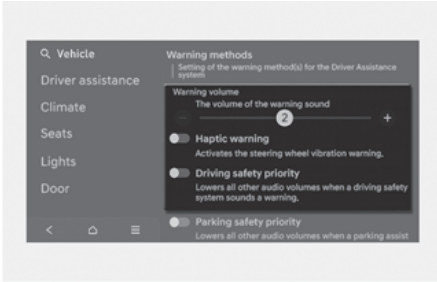 Vehicle
Driver assistance
Climate
Seats
Lights
Door
Warning methods
Setting of the warning method(s) for the Driver Assistance
system
Warning volume
The volume of the warning sound
2
Haptic warning
Activates the steering wheel vibration warning,
Driving safety priority
Lowers all other audio volumes when a driving safety
system sounds a warning,
Parking safety priority
Lowers all other audio volumes when a parking assist